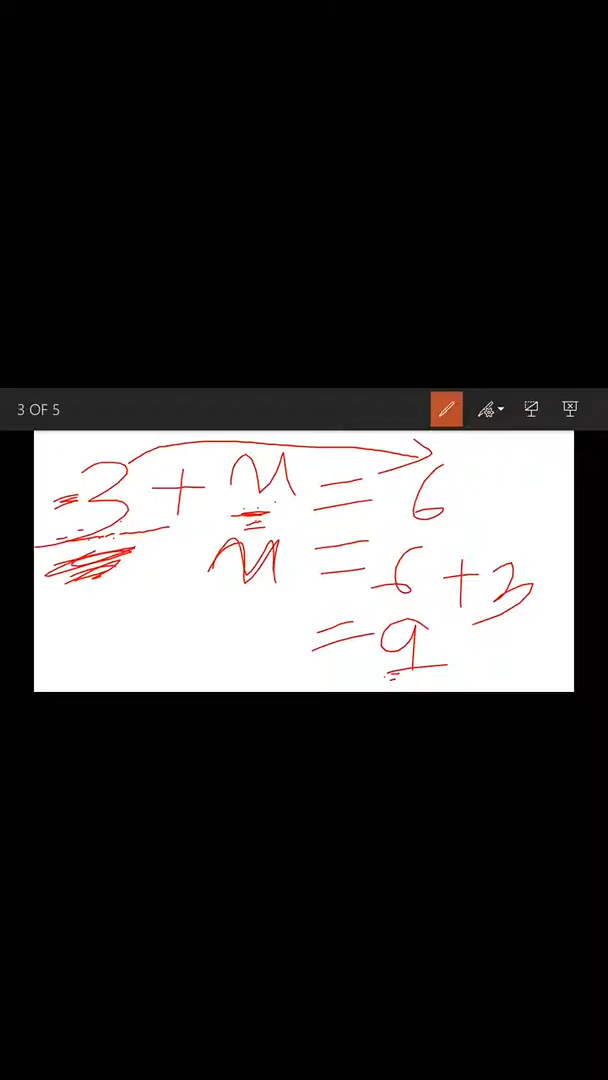 3 OF 5
-3 + x = 6
x = 6 + 3
= 9